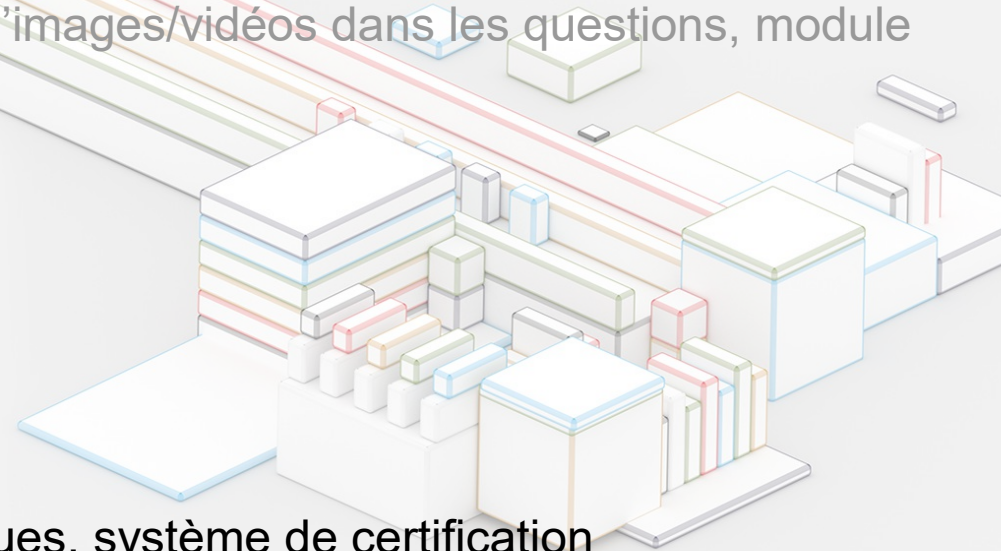 l'images/vidéos dans les questions, module
ues, système de certification